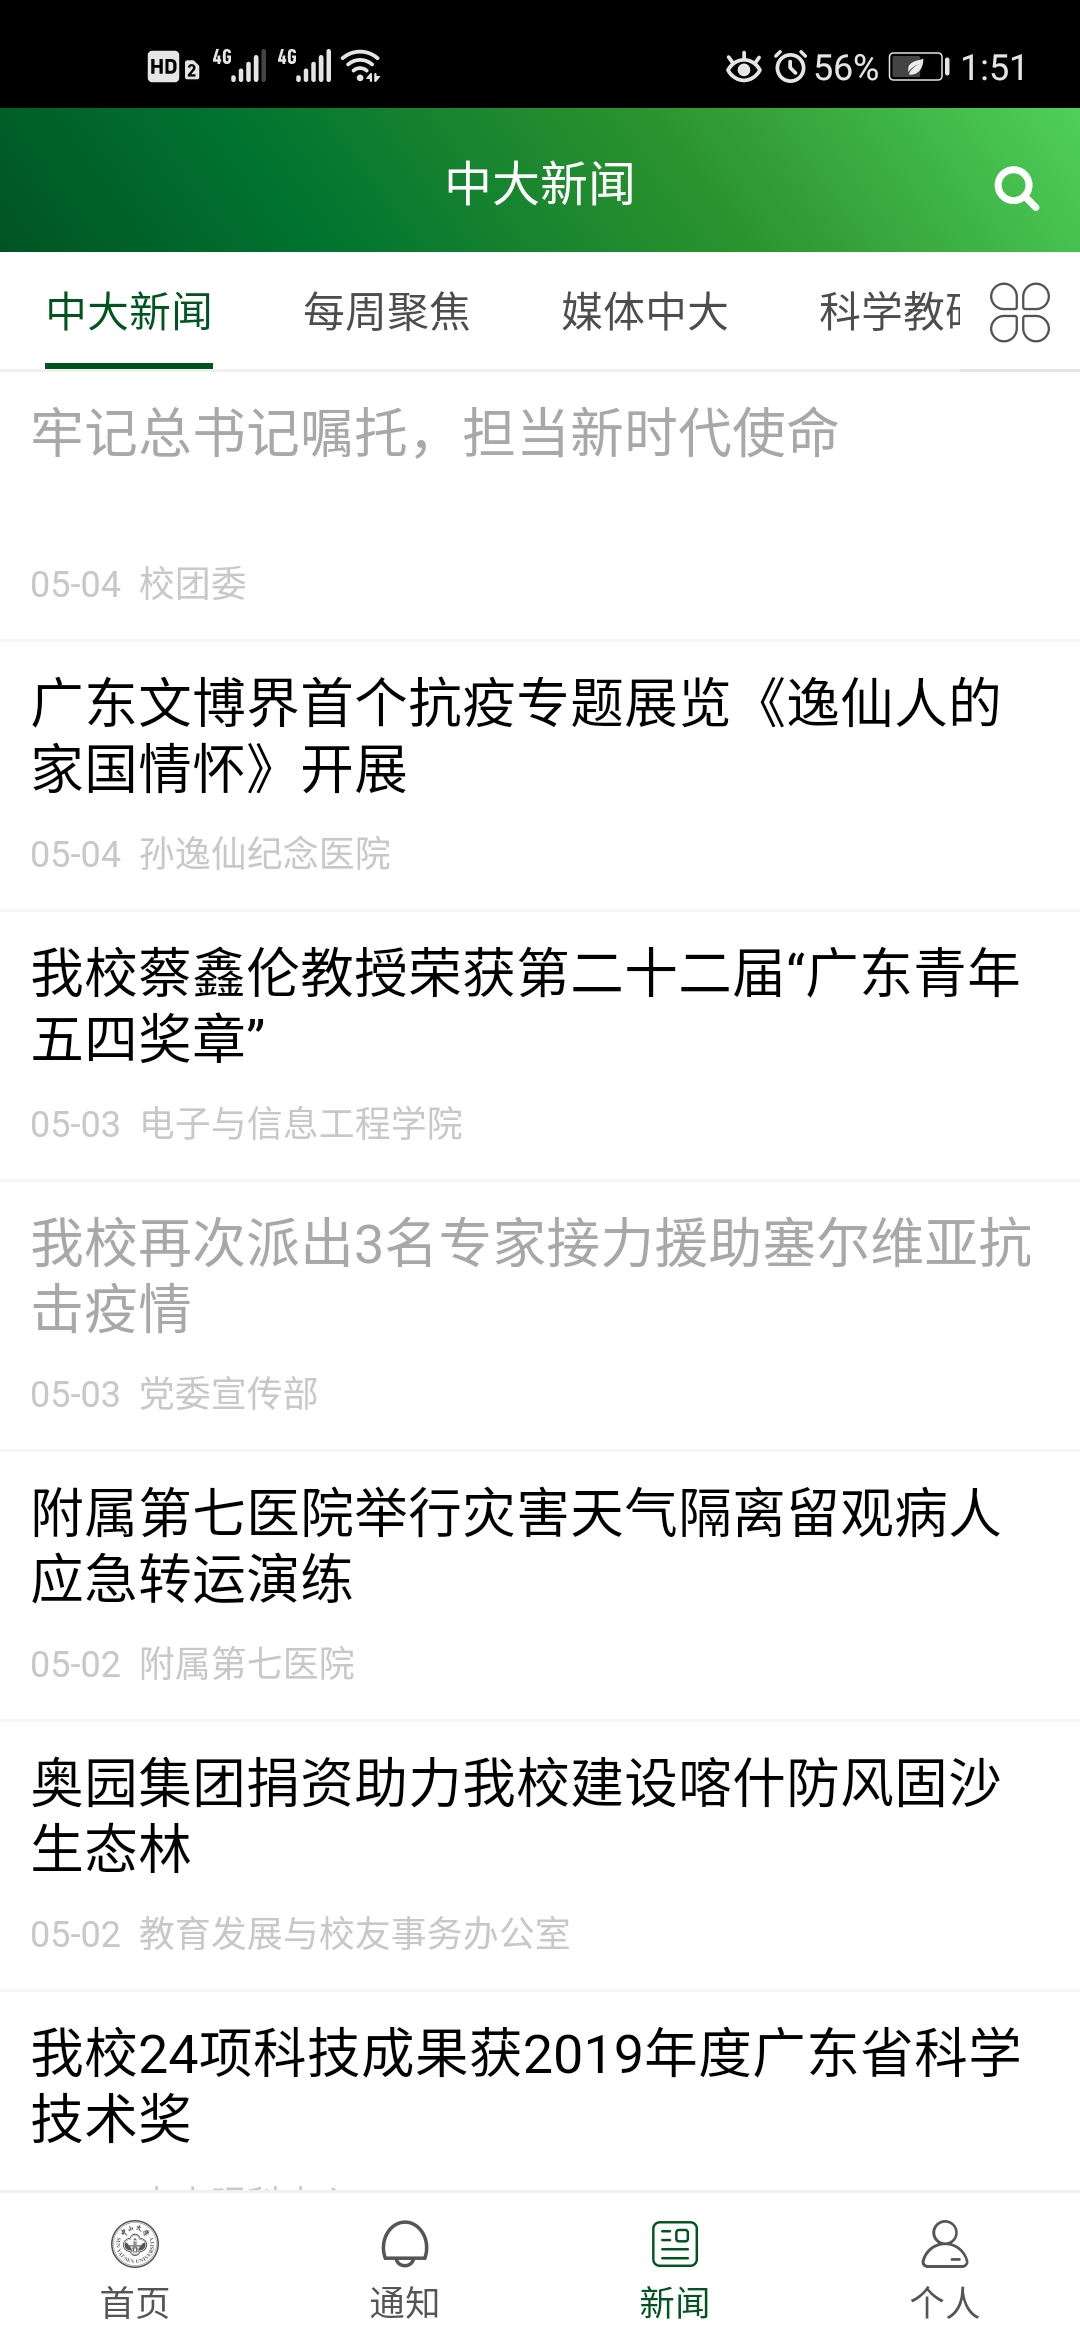 HD 2 4G 4G 56% 1:51
中大新闻
中大新闻 每周聚焦 媒体中大 科学教
牢记总书记嘱托，担当新时代使命
05-04 校团委
广东文博界首个抗疫专题展览《逸仙人的
家国情怀》开展
05-04 孙逸仙纪念医院
我校蔡鑫伦教授荣获第二十二届“广东青年
五四奖章”
05-03 电子与信息工程学院
我校再次派出3名专家接力援助塞尔维亚抗
击疫情
05-03 党委宣传部
附属第七医院举行灾害天气隔离留观病人
应急转运演练
05-02 附属第七医院
奥园集团捐资助力我校建设喀什防风固沙
生态林
05-02 教育发展与校友事务办公室
我校24项科技成果获2019年度广东省科学
技术奖
首页 通知 新闻 个人